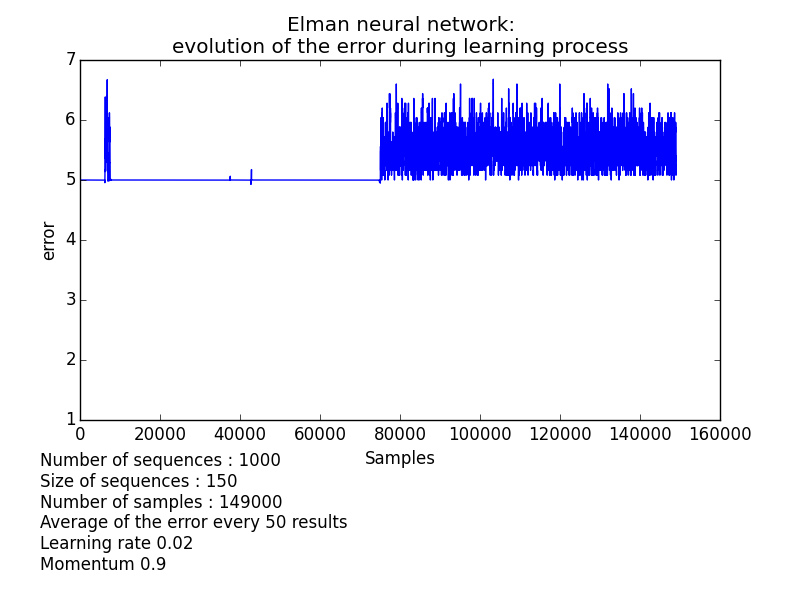 Elman neural network:
evolution of the error during learning process
7
6
5
4
3
2
1
error
0 20000 40000 60000 80000 100000 120000 140000 160000
Samples
Number of sequences : 1000
Size of sequences : 150
Number of samples : 149000
Average of the error every 50 results
Learning rate 0.02
Momentum 0.9